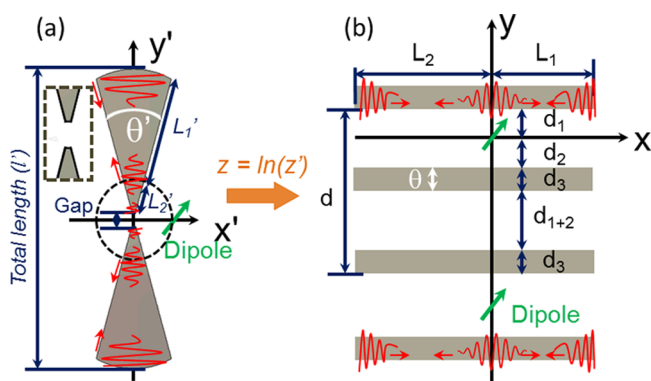 (a)
y'
θ'
L₁'
L₂'
Gap
x'
Dipole
Total length (l')
z = ln(z')
(b)
y
L₂
L₁
d₁
x
d₂
d
θ
d₃
d₁₊₂
d₃
Dipole